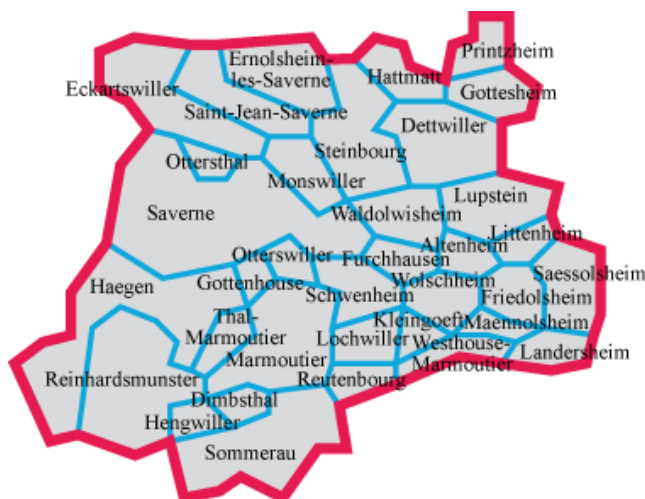 Printzheim
Ernolsheim-
les-Saverne
Hattmatt
Eckartswiller
Gottesheim
Saint-Jean-Saverne
Dettwiller
Steinbourg
Ottersthal
Monswiller
Lupstein
Saverne
Waldolwisheim
Littenheim
Altenheim
Otterswiller
Furchhausen
Saessolsheim
Haegen
Gottenhouse
Wolschheim
Schwenheim
Friedolsheim
Thal-
Marmoutier
Kleingoeft
Maennolsheim
Lochwiller
Westhouse-
Marmoutier
Landersheim
Marmoutier
Reinhardsmunster
Reutenbourg
Dimbsthal
Hengwiller
Sommerau